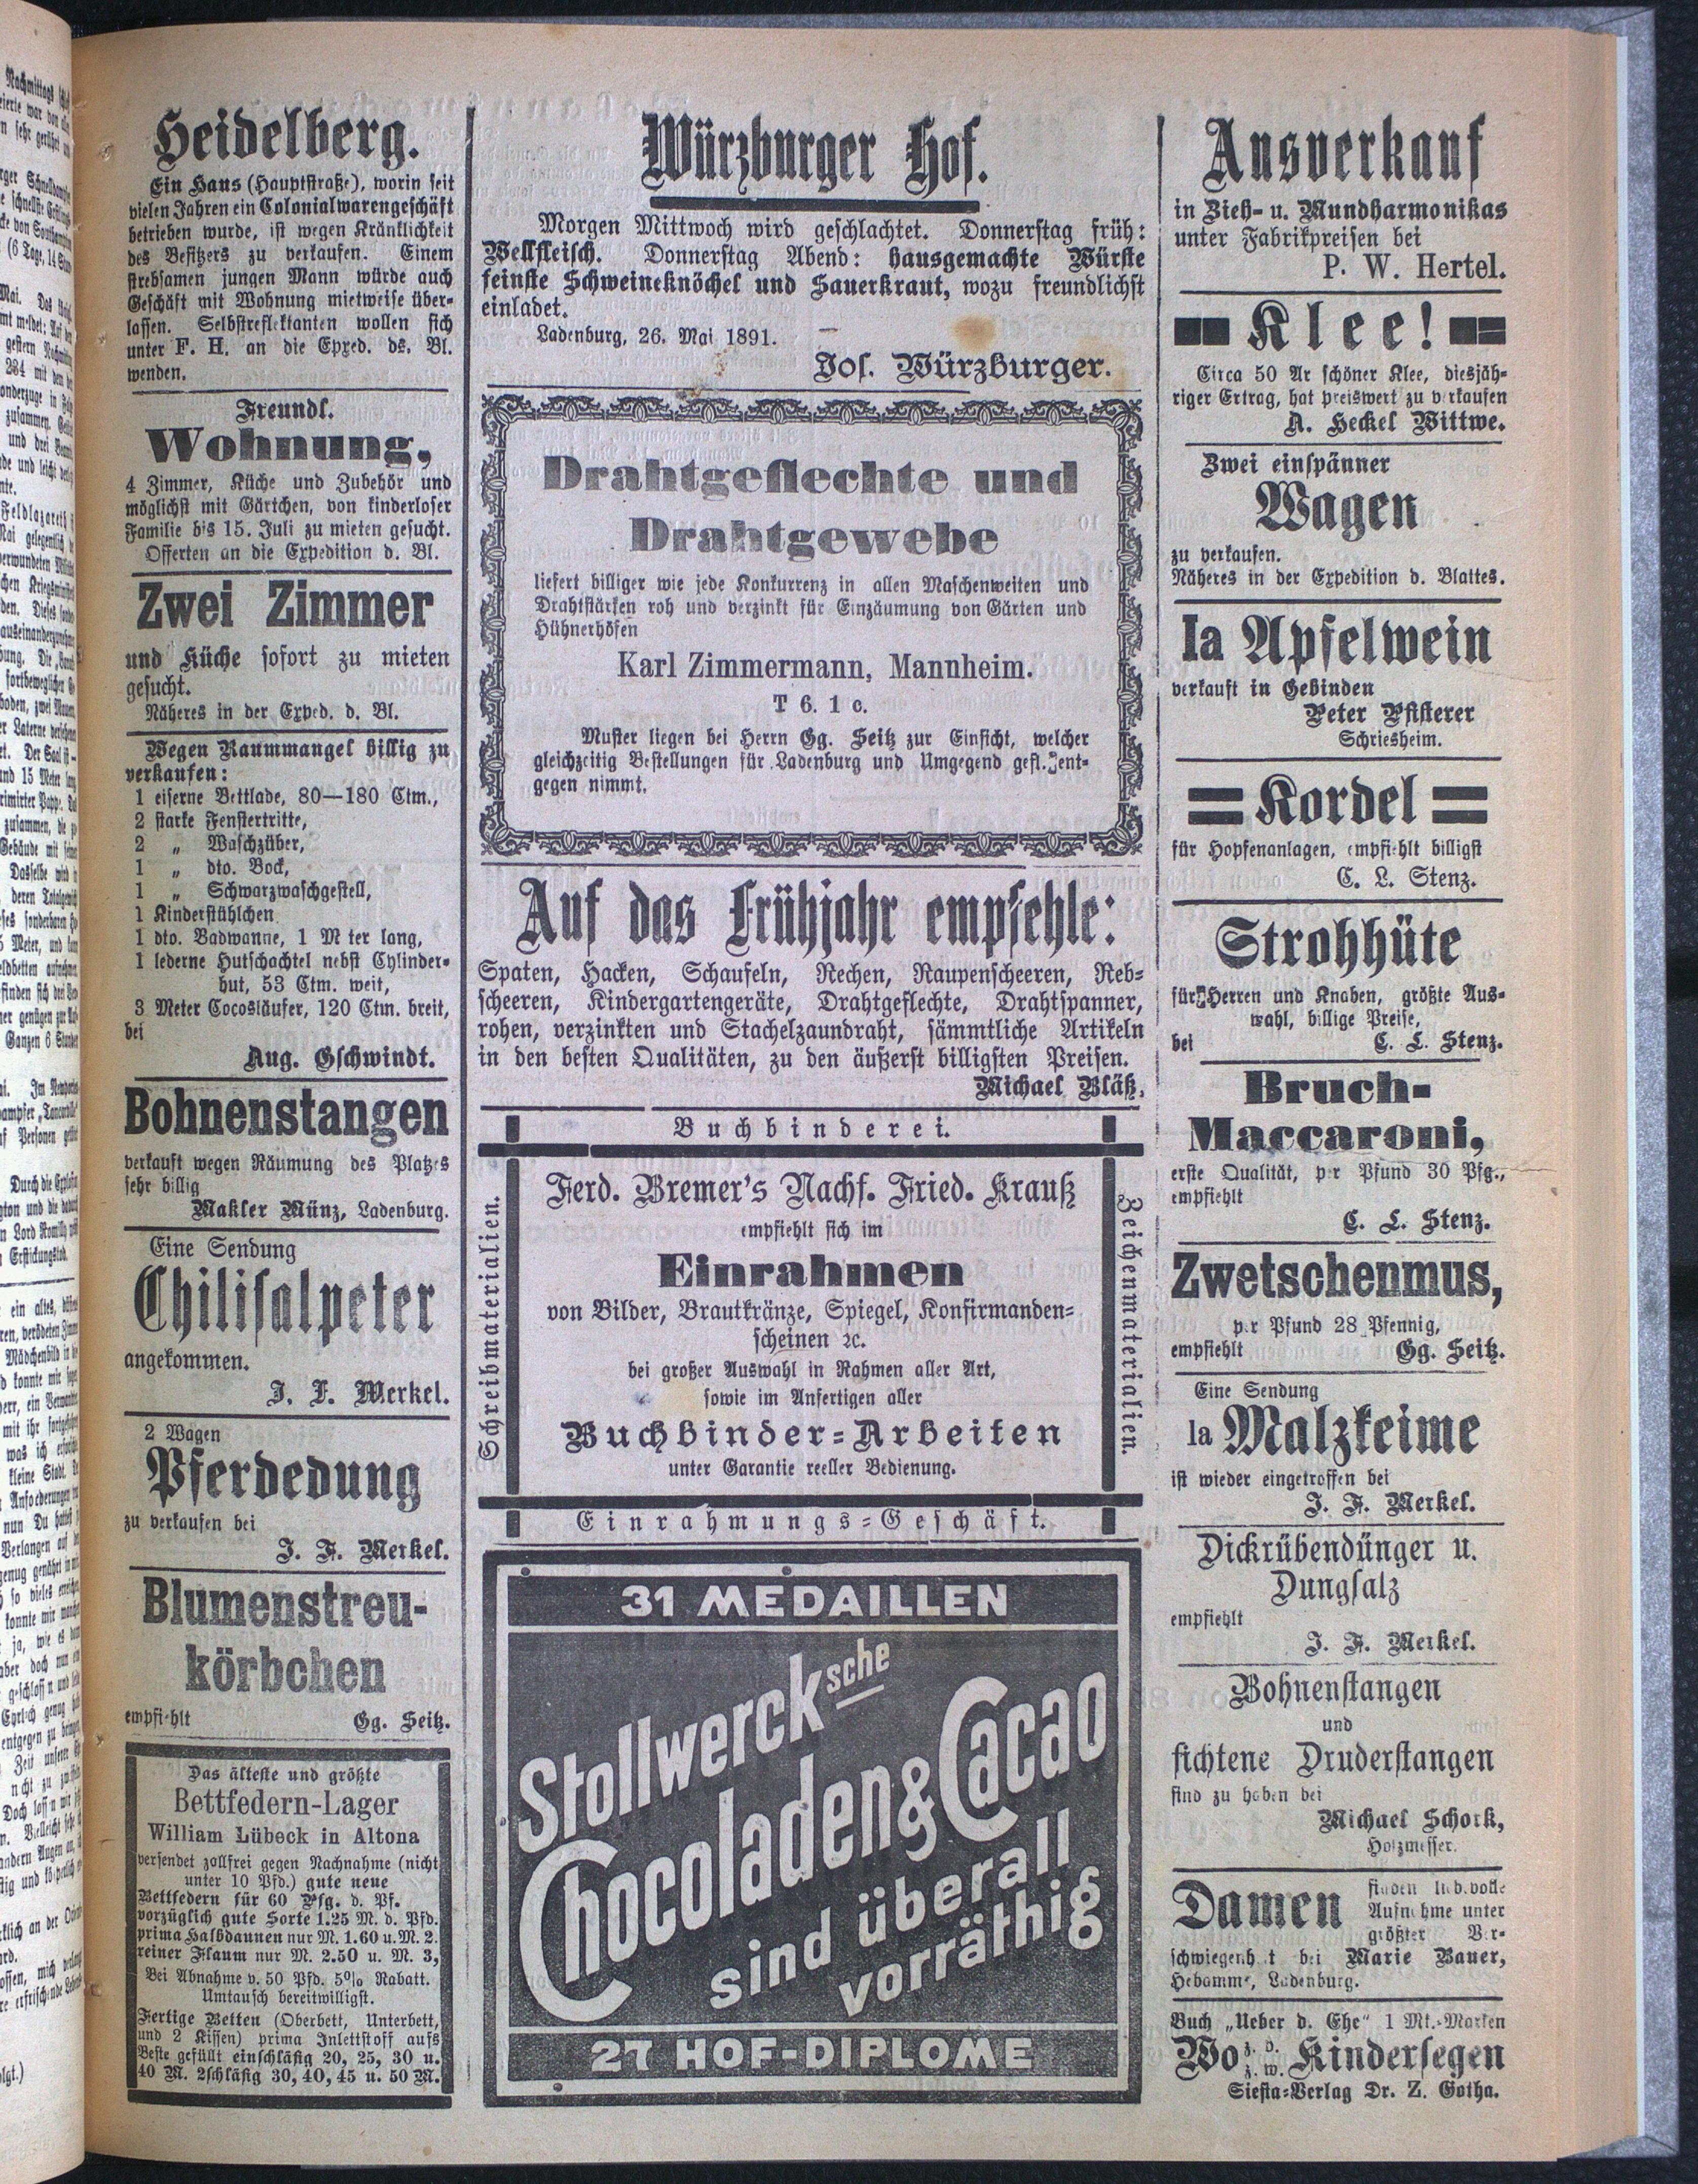 Heidelberg.
Ein Haus (Hauptstraße), worin seit
vielen Jahren ein Colonialwarengeschäft
betrieben wurde, ist wegen Kränklichkeit
des Besitzers zu verkaufen. Einem
strebsamen jungen Mann würde auch
Geschäft mit Wohnung mietweise über-
lassen. Selbstreflektanten wollen sich
unter F. H. an die Epxed. ds. Bl.
wenden.
Freundl.
Wohnung,
4 Zimmer, Küche und Zubehör und
möglichst mit Gärtchen, von kinderloser
Familie bis 15. Juli zu mieten gesucht.
Offerten an die Expedition d. Bl.
Zwei Zimmer
und Küche sofort zu mieten
gesucht.
Näheres in der Exped. d. Bl.
Wegen Raummangel billig zu
verkaufen:
1 eiserne Bettlade, 80—180 Ctm.,
2 starke Fenstertritte,
2 „ Waschzüber,
1 „ dto. Bock,
1 „ Schwarzwaschgestell,
1 Kinderstühlchen
1 dto. Badwanne, 1 M ter lang,
1 lederne Hutschachtel nebst Cylinder-
hut, 53 Ctm. weit,
3 Meter Cocosläufer, 120 Ctm. breit,
bei
Aug. Gschwindt.
Bohnenstangen
verkauft wegen Räumung des Platzes
sehr billig
Makler Münz, Ladenburg.
Eine Sendung
Chilisalpeter
angekommen.
J. F. Merkel.
2 Wagen
Pferdedung
zu verkaufen bei
J. F. Merkel.
Blumenstreu-
körbchen
empfiehlt Gg. Seitz.
Das älteste und größte
Bettfedern-Lager
William Lübeck in Altona
versendet zollfrei gegen Nachnahme (nicht
unter 10 Pfd.) gute neue
Bettfedern für 60 Pfg. d. Pf.
vorzüglich gute Sorte 1.25 M. d. Pfd.
prima Halbdaunen nur M. 1.60 u. M. 2.
reiner Flaum nur M. 2.50 u. M. 3,
Bei Abnahme v. 50 Pfd. 5% Rabatt.
Umtausch bereitwilligst.
Fertige Betten (Oberbett, Unterbett,
und 2 Kissen) prima Inlettstoff aufs
Beste gefüllt einschläfig 20, 25, 30 u.
40 M. 2schläfig 30, 40, 45 u. 50 M.
Würzburger Hof.
Morgen Mittwoch wird geschlachtet. Donnerstag früh:
Wellfleisch. Donnerstag Abend: hausgemachte Würste
feinste Schweineknöchel und Sauerkraut, wozu freundlichst
einladet.
Ladenburg, 26. Mai 1891.
Jos. Würzburger.
Drahtgeflechte und
Drahtgewebe
liefert billiger wie jede Konkurrenz in allen Maschenweiten und
Drahtstärken roh und verzinkt für Einzäumung von Gärten und
Hühnerhöfen
Karl Zimmermann, Mannheim.
T 6. 1 c.
Muster liegen bei Herrn Gg. Seitz zur Einsicht, welcher
gleichzeitig Bestellungen für Ladenburg und Umgegend gefl. ent-
gegen nimmt.
Auf das Frühjahr empfehle:
Spaten, Hacken, Schaufeln, Rechen, Raupenscheeren, Reb-
scheeren, Kindergartengeräte, Drahtgeflechte, Drahtspanner,
rohen, verzinkten und Stachelzaundraht, sämmtliche Artikeln
in den besten Qualitäten, zu den äußerst billigsten Preisen.
Michael Bläß.
Buchbinderei.
Schreibmaterialien.
Ferd. Bremer's Nachf. Fried. Krauß
empfiehlt sich im
Einrahmen
von Bilder, Brautkränze, Spiegel, Konfirmanden-
scheinen ꝛc.
bei großer Auswahl in Rahmen aller Art,
sowie im Anfertigen aller
Buchbinder-Arbeiten
unter Garantie reeller Bedienung.
Zeichenmaterialien.
Einrahmungs-Geschäft.
31 MEDAILLEN
Stollwerck'sche
Chocoladen & Cacao
sind überall
vorräthig
27 HOF-DIPLOME
Ausverkauf
in Zieh- u. Mundharmonikas
unter Fabrikpreisen bei
P. W. Hertel.
Klee!
Circa 50 Ar schöner Klee, diesjäh-
riger Ertrag, hat preiswert zu verkaufen
A. Heckel Wittwe.
Zwei einspänner
Wagen
zu verkaufen.
Näheres in der Expedition d. Blattes.
Ia Apfelwein
verkauft in Gebinden
Peter Pfisterer
Schriesheim.
Kordel
für Hopfenanlagen, empfiehlt billigst
C. L. Stenz.
Strohhüte
für Herren und Knaben, größte Aus-
wahl, billige Preise,
bei C. L. Stenz.
Bruch-
Maccaroni,
erste Qualität, per Pfund 30 Pfg.,
empfiehlt
C. L. Stenz.
Zwetschenmus,
per Pfund 28 Pfennig,
empfiehlt Gg. Seitz.
Eine Sendung
Ia Malzkeime
ist wieder eingetroffen bei
J. F. Merkel.
Dickrübendünger u.
Dungsalz
empfiehlt
J. F. Merkel.
Bohnenstangen
und
fichtene Druderstangen
sind zu haben bei
Michael Schork,
Holzmesser.
Damen finden liebevolle
Aufnahme unter
größter Ver-
schwiegenheit bei Marie Bauer,
Hebamme, Ladenburg.
Buch „Ueber d. Ehe" 1 Mk.-Marken
Wo z. d. z. w. Kindersegen
Siesta-Verlag Dr. Z. Gotha.